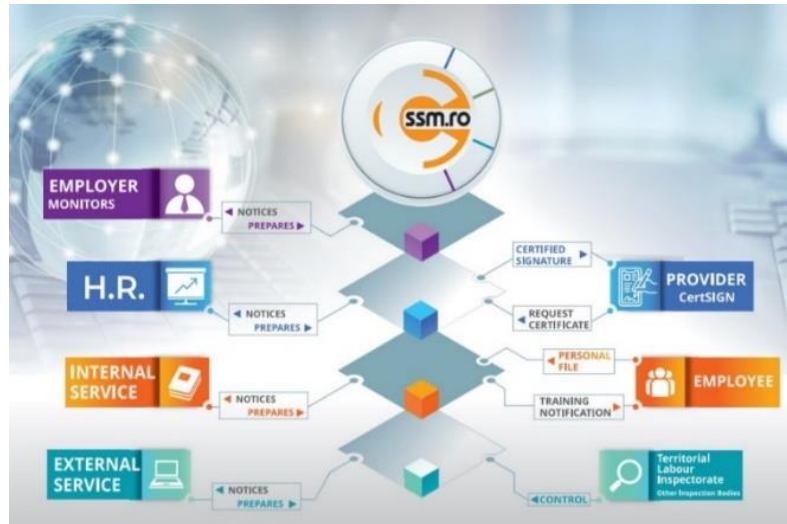 ssm.ro
EMPLOYER
MONITORS
◄ NOTICES
PREPARES ►
CERTIFIED
SIGNATURE ►
PROVIDER
CertSIGN
H.R.
◄ NOTICES
PREPARES ►
◄ REQUEST
CERTIFICATE
INTERNAL
SERVICE
◄ NOTICES
PREPARES ►
◄ PERSONAL
FILE
EMPLOYEE
TRAINING
NOTIFICATION ►
EXTERNAL
SERVICE
◄ NOTICES
PREPARES ►
◄CONTROL
Territorial
Labour
Inspectorate
Other Inspection Bodies